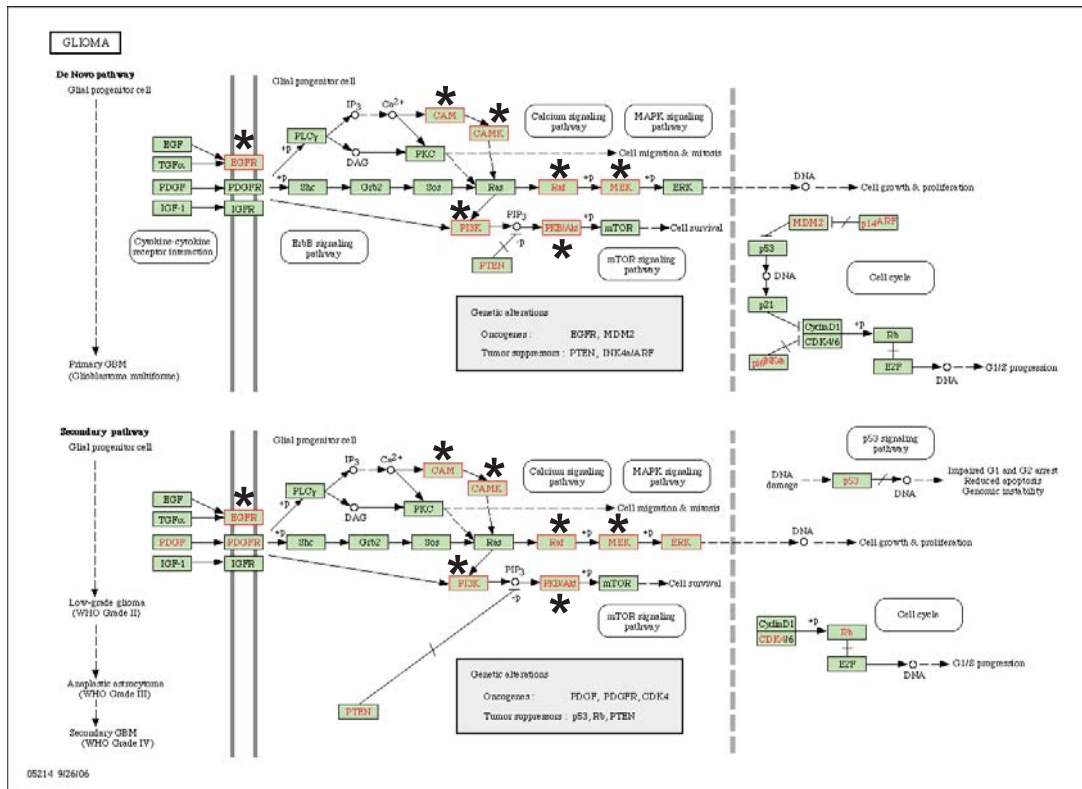 GLIOMA
De Novo pathway
Glial progenitor cell
Glial progenitor cell
IP3
Ca2+
*
CAM
*
CAMK
Calcium signaling
pathway
MAPK signaling
pathway
PLCγ
+p
DAG
PKC
Cell migration & mitosis
EGF
*
EGFR
TGFα
PDGF
PDGFR
IGF-1
IGFR
+p
Shc
Grb2
Sos
Ras
*
Raf
+p
*
MEK
+p
ERK
DNA
Cell growth & proliferation
*
PI3K
PIP3
-p
PKB/Akt
*
+p
mTOR
Cell survival
PTEN
Cytokine-cytokine
receptor interaction
ErbB signaling
pathway
mTOR signaling
pathway
MDM2
p14ARF
p53
DNA
p21
Cell cycle
CyclinD1
CDK4/6
+p
Rb
p16INK4a
E2F
DNA
G1/S progression
Genetic alterations
Oncogenes : EGFR, MDM2
Tumor suppressors : PTEN, INK4a/ARF
Primary GBM
(Glioblastoma multiforme)
Secondary pathway
Glial progenitor cell
Glial progenitor cell
IP3
Ca2+
*
CAM
*
CAMK
Calcium signaling
pathway
MAPK signaling
pathway
PLCγ
+p
DAG
PKC
Cell migration & mitosis
EGF
*
EGFR
TGFα
PDGF
PDGFR
IGF-1
IGFR
+p
Shc
Grb2
Sos
Ras
*
Raf
+p
*
MEK
+p
ERK
DNA
Cell growth & proliferation
*
PI3K
PIP3
-p
PKB/Akt
*
+p
mTOR
Cell survival
mTOR signaling
pathway
PTEN
p53 signaling
pathway
DNA
damage
p53
DNA
Impaired G1 and G2 arrest
Reduced apoptosis
Genomic instability
Cell cycle
CyclinD1
CDK4/6
+p
Rb
E2F
DNA
G1/S progression
Low-grade glioma
(WHO Grade II)
Anaplastic astrocytoma
(WHO Grade III)
Secondary GBM
(WHO Grade IV)
Genetic alterations
Oncogenes : PDGF, PDGFR, CDK4
Tumor suppressors : p53, Rb, PTEN
05214 9/26/06